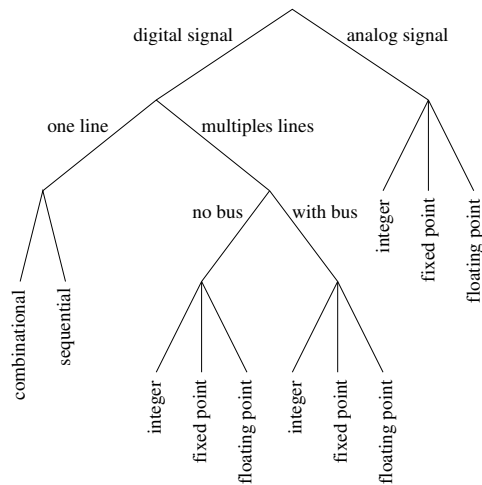 digital signal
analog signal
one line
multiples lines
no bus
with bus
integer
fixed point
floating point
combinational
sequential
integer
fixed point
floating point
integer
fixed point
floating point